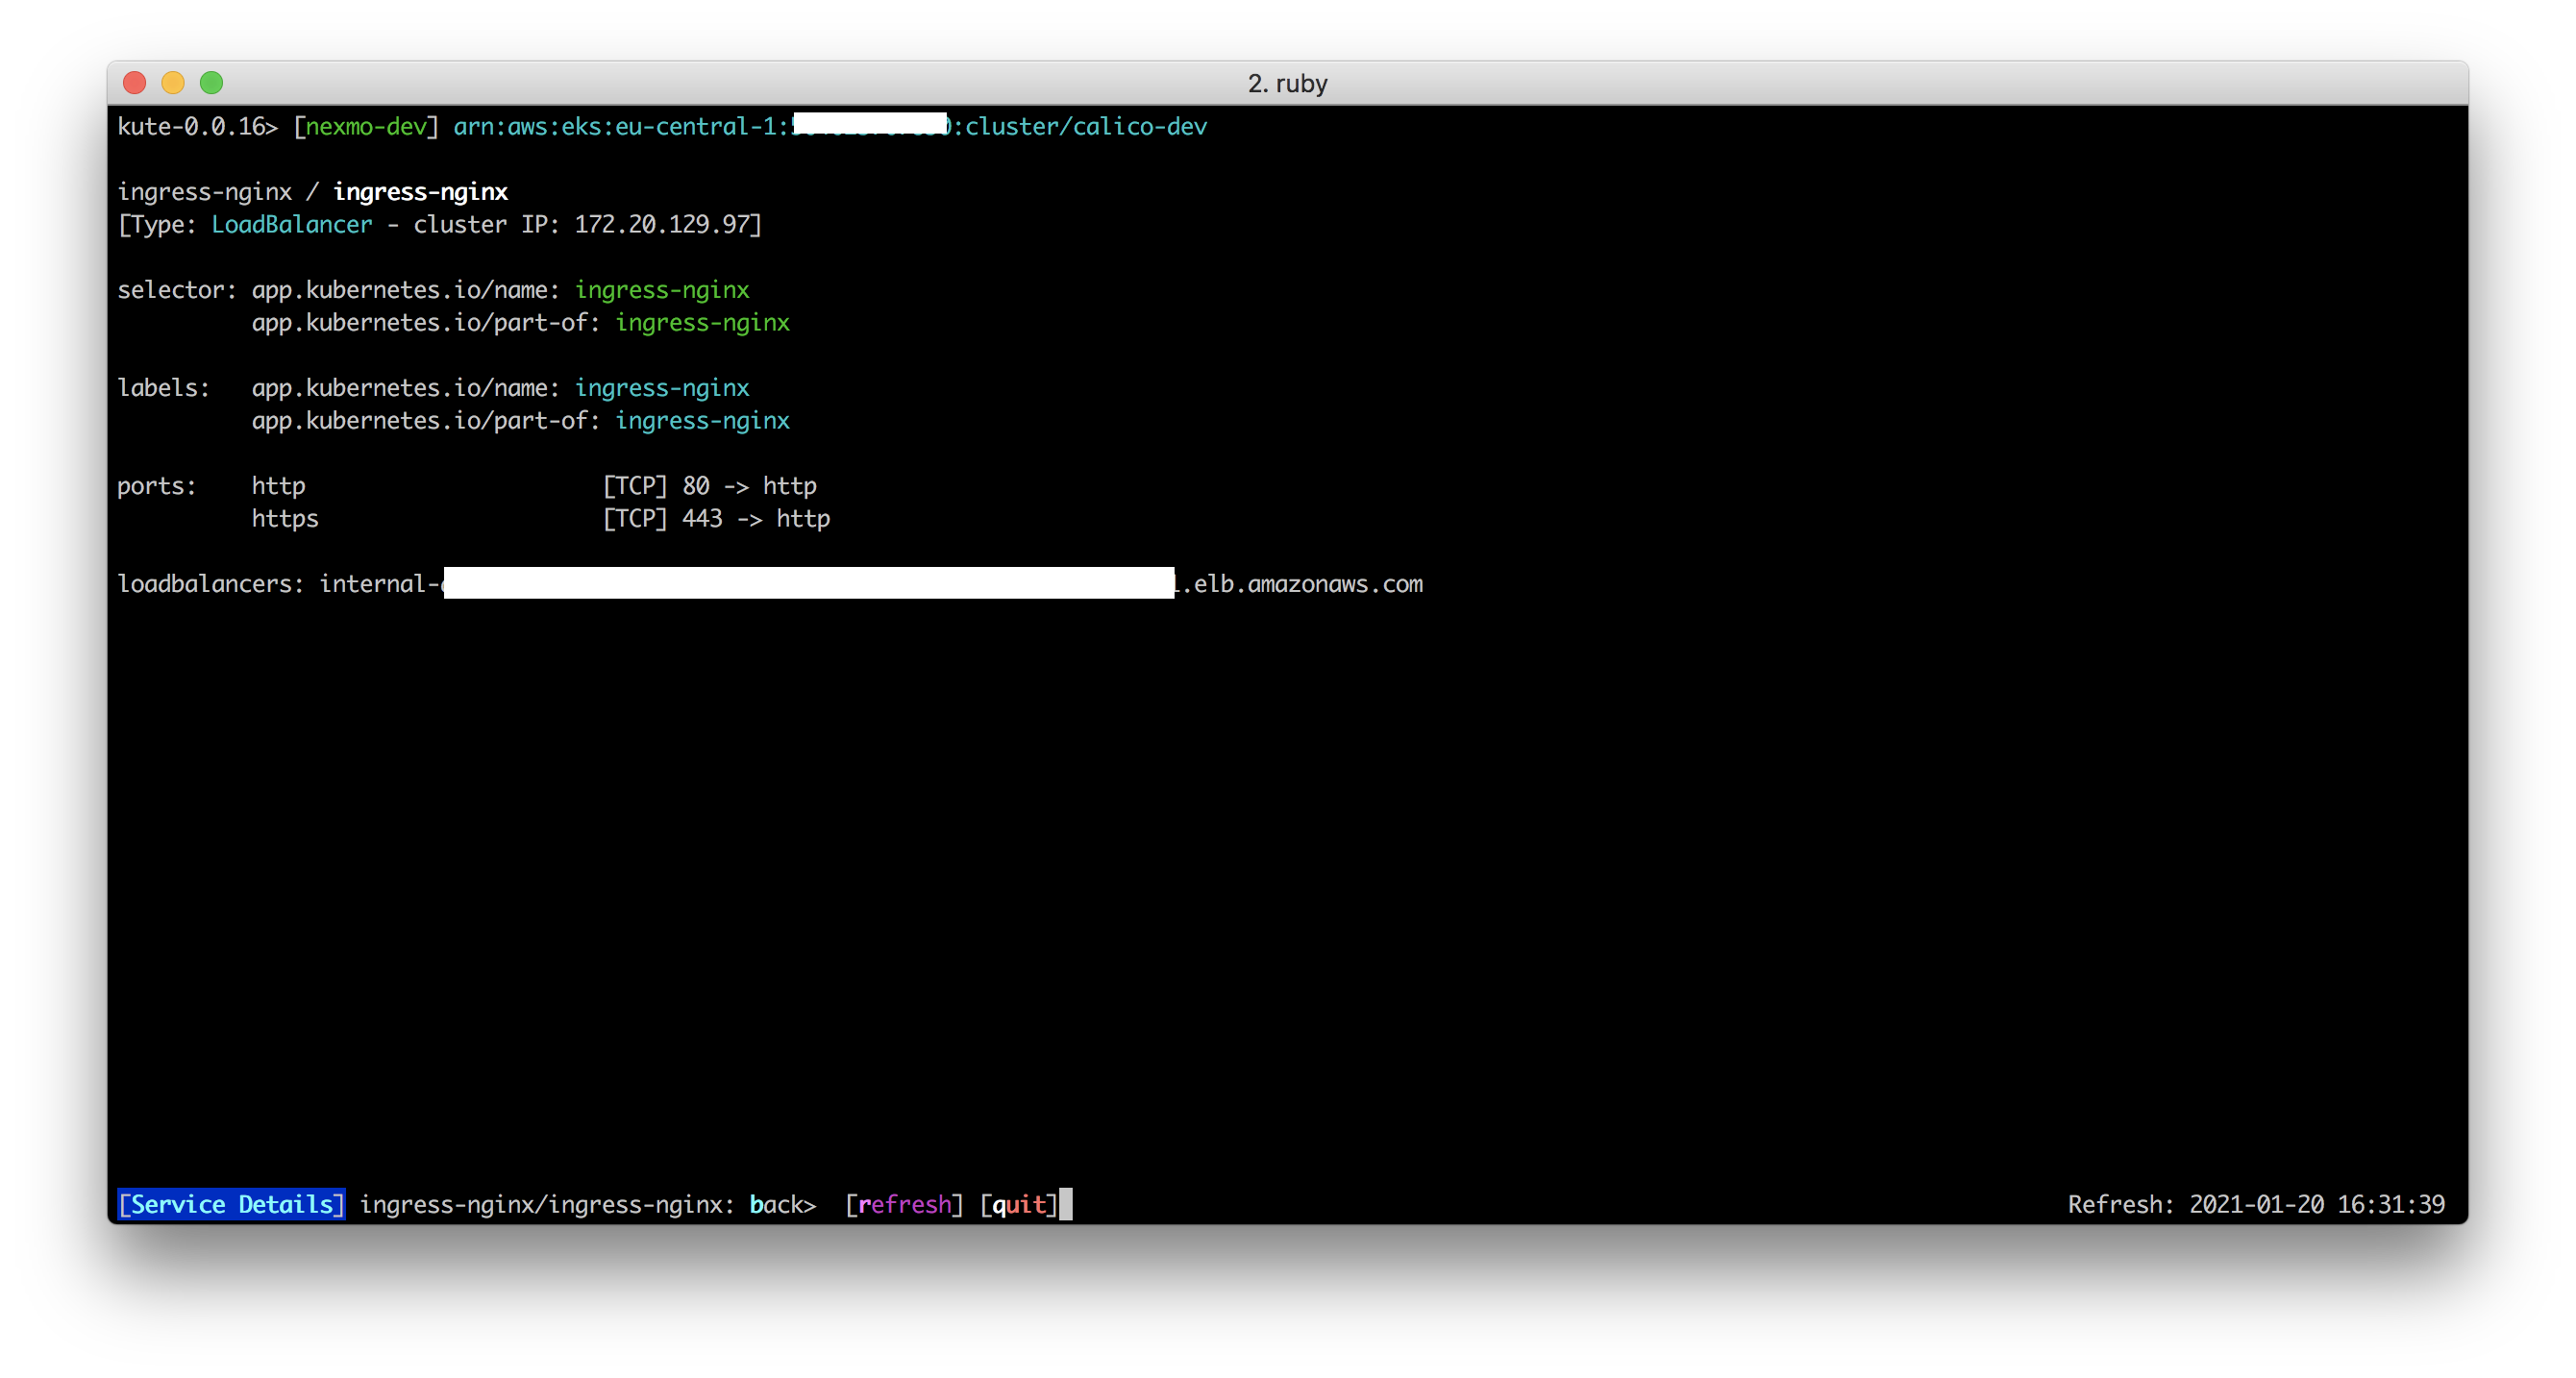 2. ruby
kute-0.0.16> [nexmo-dev] arn:aws:eks:eu-central-1: :cluster/calico-dev
ingress-nginx / ingress-nginx
[Type: LoadBalancer - cluster IP: 172.20.129.97]
selector: app.kubernetes.io/name: ingress-nginx
app.kubernetes.io/part-of: ingress-nginx
labels: app.kubernetes.io/name: ingress-nginx
app.kubernetes.io/part-of: ingress-nginx
ports: http [TCP] 80 -> http
https [TCP] 443 -> http
loadbalancers: internal- .elb.amazonaws.com
[Service Details] ingress-nginx/ingress-nginx: back> [refresh] [quit] Refresh: 2021-01-20 16:31:39